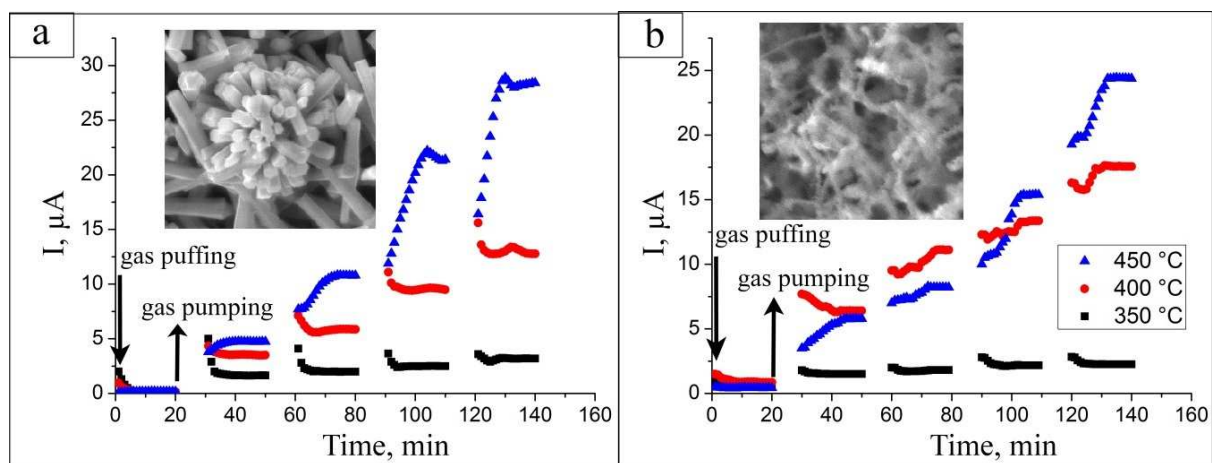 a
I, μA
30
25
20
15
10
5
0
gas puffing
gas pumping
0 20 40 60 80 100 120 140 160
Time, min
b
I, μA
25
20
15
10
5
0
gas puffing
gas pumping
450 °C
400 °C
350 °C
0 20 40 60 80 100 120 140 160
Time, min